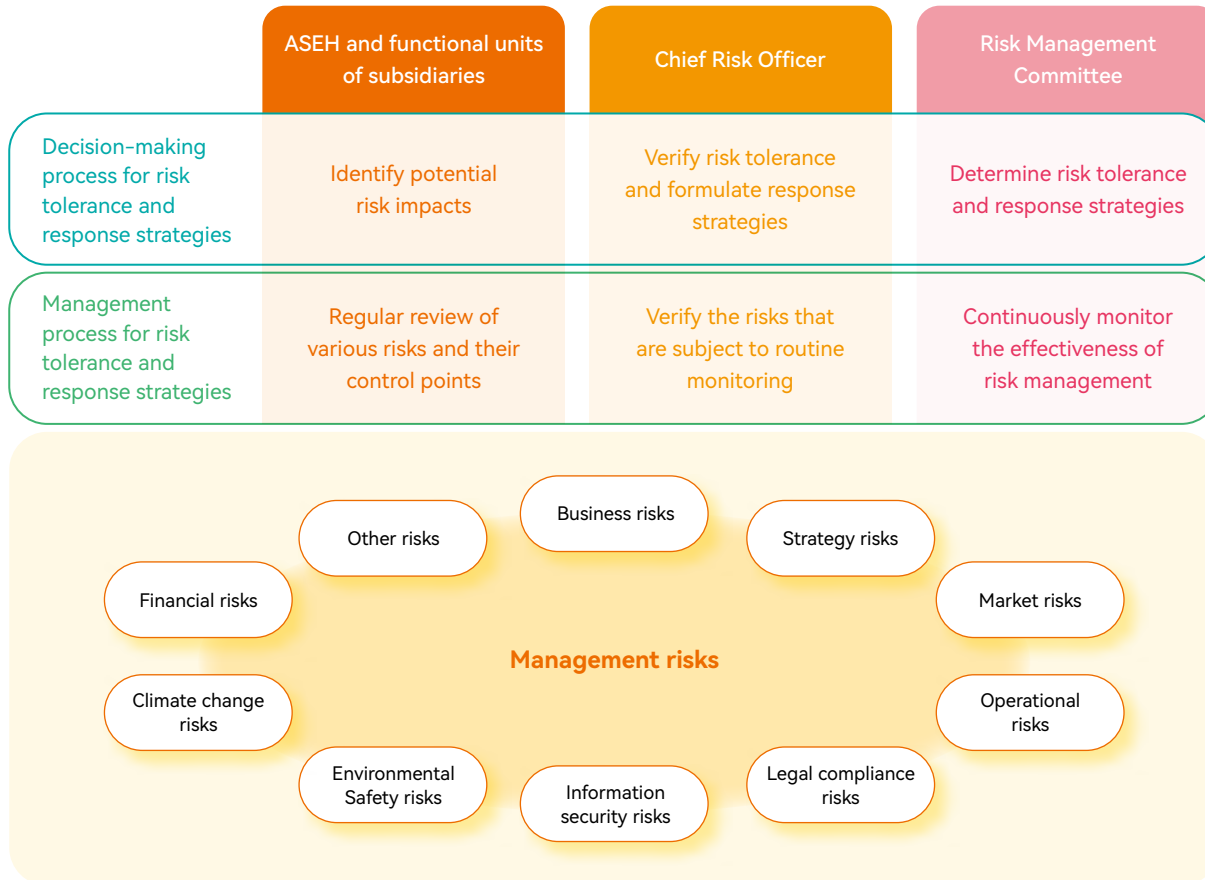 ASEH and functional units
of subsidiaries
Chief Risk Officer
Risk Management
Committee
Decision-making
process for risk
tolerance and
response strategies
Identify potential
risk impacts
Verify risk tolerance
and formulate response
strategies
Determine risk tolerance
and response strategies
Management
process for risk
tolerance and
response strategies
Regular review of
various risks and their
control points
Verify the risks that
are subject to routine
monitoring
Continuously monitor
the effectiveness of
risk management
Business risks
Other risks
Strategy risks
Financial risks
Market risks
Management risks
Climate change
risks
Operational
risks
Environmental
Safety risks
Information
security risks
Legal compliance
risks